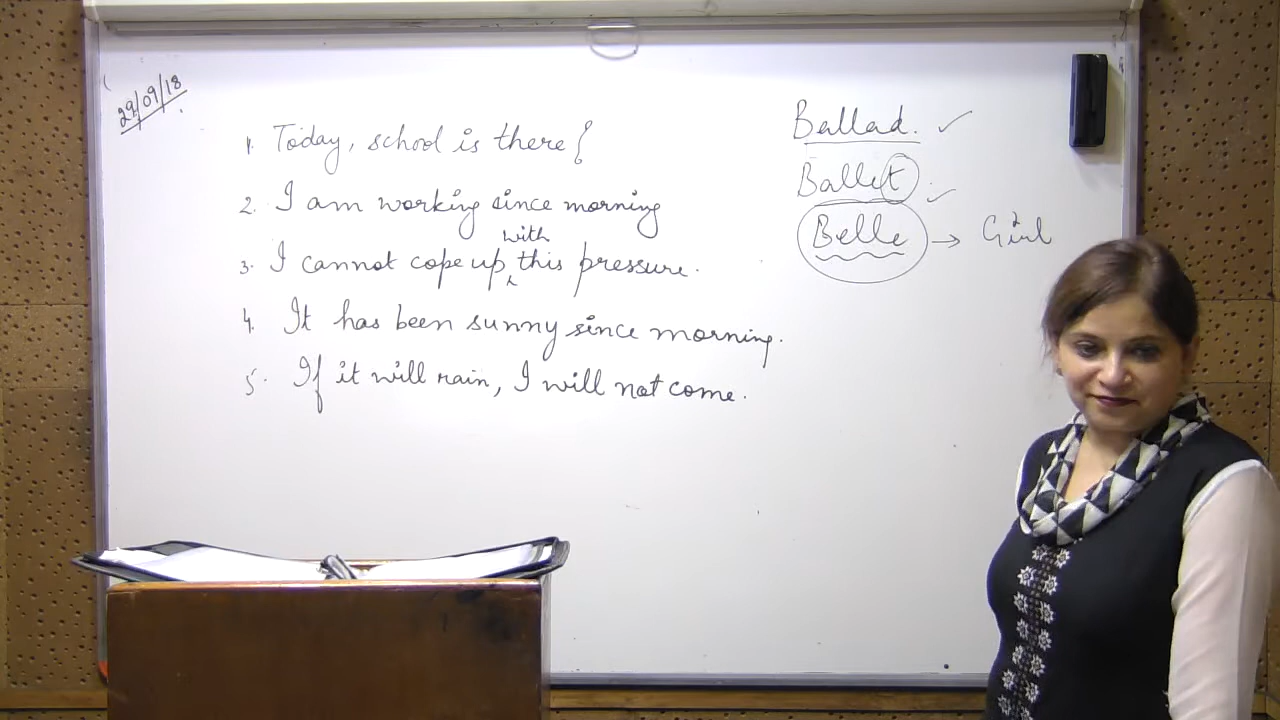 29/09/18
1. Today, school is there {
2. I am working since morning
with
3. I cannot cope up this pressure.
4. It has been sunny since morning.
5. If it will rain, I will not come.
Ballad.
Ballet
Belle → Girl